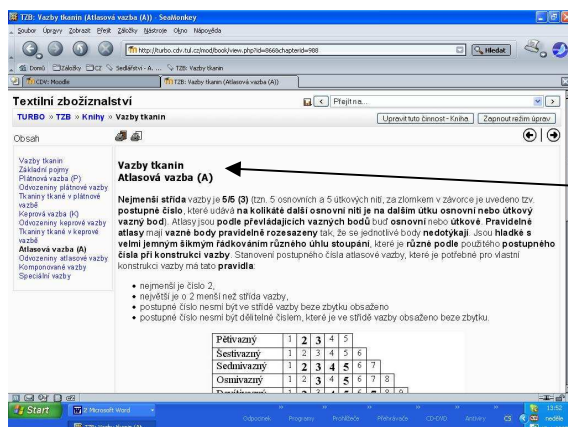 TZB: Vazby tkanin (Atlasová vazba (A)) - SeaMonkey
Soubor Úpravy Zobrazit Přejít Záložky Nástroje Okno Nápověda
http://turbo.cdv.tul.cz/mod/book/view.php?id=866&chapterid=988
Hledat
Domů Záložky CZ Sedlářství - A. ... TZB: Vazby tkanin
CDV: Moodle
TZB: Vazby tkanin (Atlasová vazba (A))
Textilní zbožíznalství
Přejít na...
TURBO » TZB » Knihy » Vazby tkanin
Upravit tuto činnost - Kniha
Zapnout režim úprav
Obsah
Vazby tkanin
Základní pojmy
Plátnová vazba (P)
Odvozeniny plátnové vazby
Tkaniny tkané v plátnové
vazbě
Keprová vazba (K)
Odvozeniny keprové vazby
Tkaniny tkané v keprové
vazbě
Atlasová vazba (A)
Odvozeniny atlasové vazby
Komponované vazby
Speciální vazby
Vazby tkanin
Atlasová vazba (A)
Nejmenší střída vazby je 5/5 (3) (tzn. 5 osnovních a 5 útkových nití, za zlomkem v závorce je uvedeno tzv.
postupné číslo, které udává na kolikáté další osnovní niti je na dalším útku osnovní nebo útkový
vazný bod). Atlasy jsou podle převládajících vazných bodů buď osnovní nebo útkové. Pravidelné
atlasy mají vazné body pravidelně rozesazeny tak, že se jednotlivé body nedotýkají. Jsou hladké s
velmi jemným šikmým řádkováním různého úhlu stoupání, které je různé podle použitého postupného
čísla při konstrukci vazby. Stanovení postupného čísla atlasové vazby, které je potřebné pro vlastní
konstrukci vazby má tato pravidla:
• nejmenší je číslo 2,
• největší je o 2 menší než střída vazby,
• postupné číslo nesmí být ve střídě vazby beze zbytku obsaženo
• postupné číslo nesmí být dělitelné číslem, které je ve střídě vazby obsaženo beze zbytku.
Pětivazný 1 2 3 4 5
Šestivazný 1 2 3 4 5 6
Sedmivazný 1 2 3 4 5 6 7
Osmivazný 1 2 3 4 5 6 7 8
Start
2 Microsoft Word
Odpočinek Programy Prohlížeče Přehrávače CD-DVD Antiviry CS
13:52
neděle